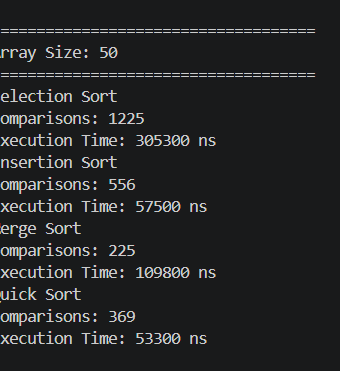 ===================================
rray Size: 50
===================================
election Sort
omparisons: 1225
xecution Time: 305300 ns
nsertion Sort
omparisons: 556
xecution Time: 57500 ns
erge Sort
omparisons: 225
xecution Time: 109800 ns
uick Sort
omparisons: 369
xecution Time: 53300 ns